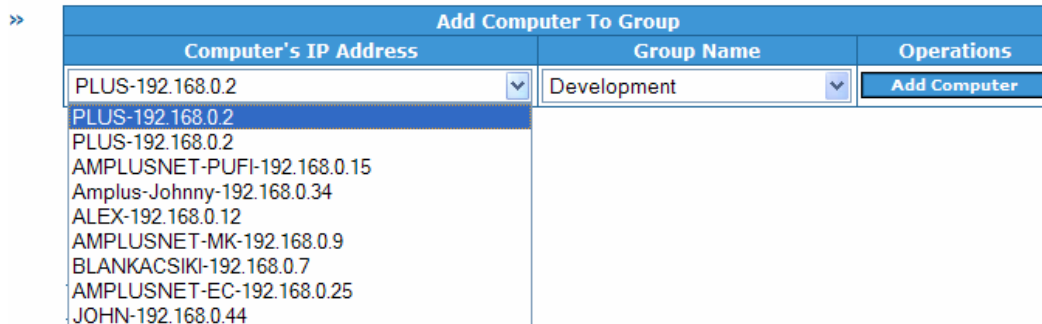 »
Add Computer To Group
Computer's IP Address Group Name Operations
PLUS-192.168.0.2 Development Add Computer
PLUS-192.168.0.2
PLUS-192.168.0.2
AMPLUSNET-PUFI-192.168.0.15
Amplus-Johnny-192.168.0.34
ALEX-192.168.0.12
AMPLUSNET-MK-192.168.0.9
BLANKACSIKI-192.168.0.7
AMPLUSNET-EC-192.168.0.25
JOHN-192.168.0.44